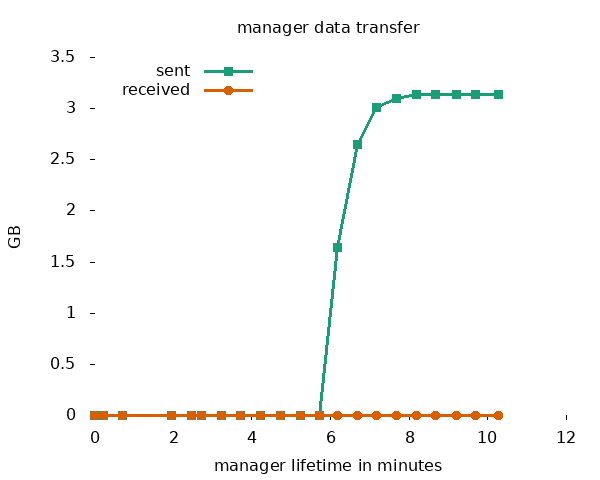 manager data transfer
3.5
sent
received
3
2.5
2
GB
1.5
1
0.5
0
0 2 4 6 8 10 12
manager lifetime in minutes